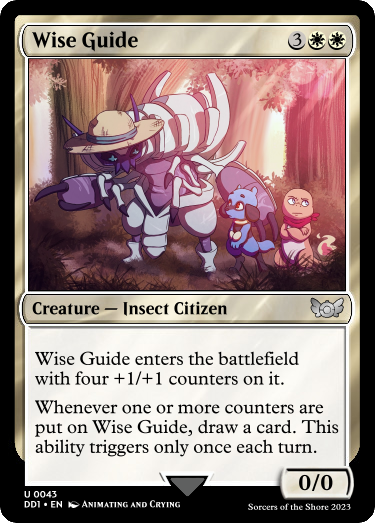 Wise Guide 3
Creature — Insect Citizen
Wise Guide enters the battlefield
with four +1/+1 counters on it.
Whenever one or more counters are
put on Wise Guide, draw a card. This
ability triggers only once each turn.
0/0
U 0043
DD1 • EN Animating and Crying
Sorcers of the Shore 2023